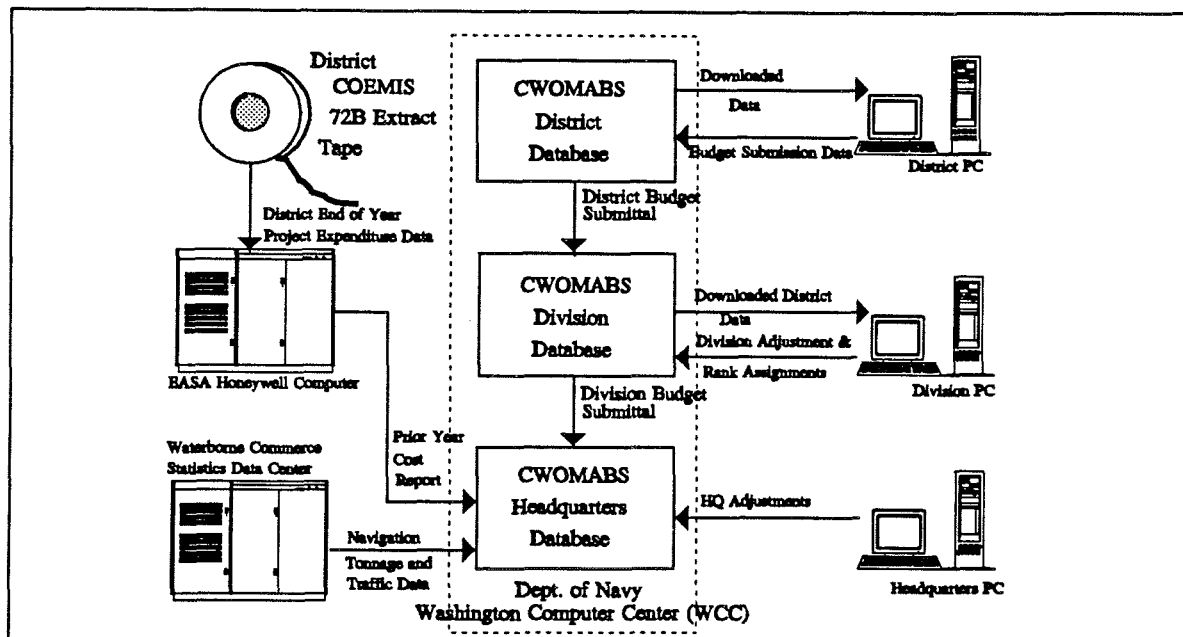 District
COEMIS
72B Extract
Tape
District End of Year
Project Expenditure Data
EASA Honeywell Computer
Waterborne Commerce
Statistics Data Center
Prior Year
Cost
Report
Navigation
Tonnage and
Traffic Data
CWOMABS
District
Database
District Budget
Submittal
CWOMABS
Division
Database
Division Budget
Submittal
CWOMABS
Headquarters
Database
Dept. of Navy
Washington Computer Center (WCC)
Downloaded
Data
Budget Submission Data
District PC
Downloaded District
Data
Division Adjustment &
Rank Assignments
Division PC
HQ Adjustments
Headquarters PC